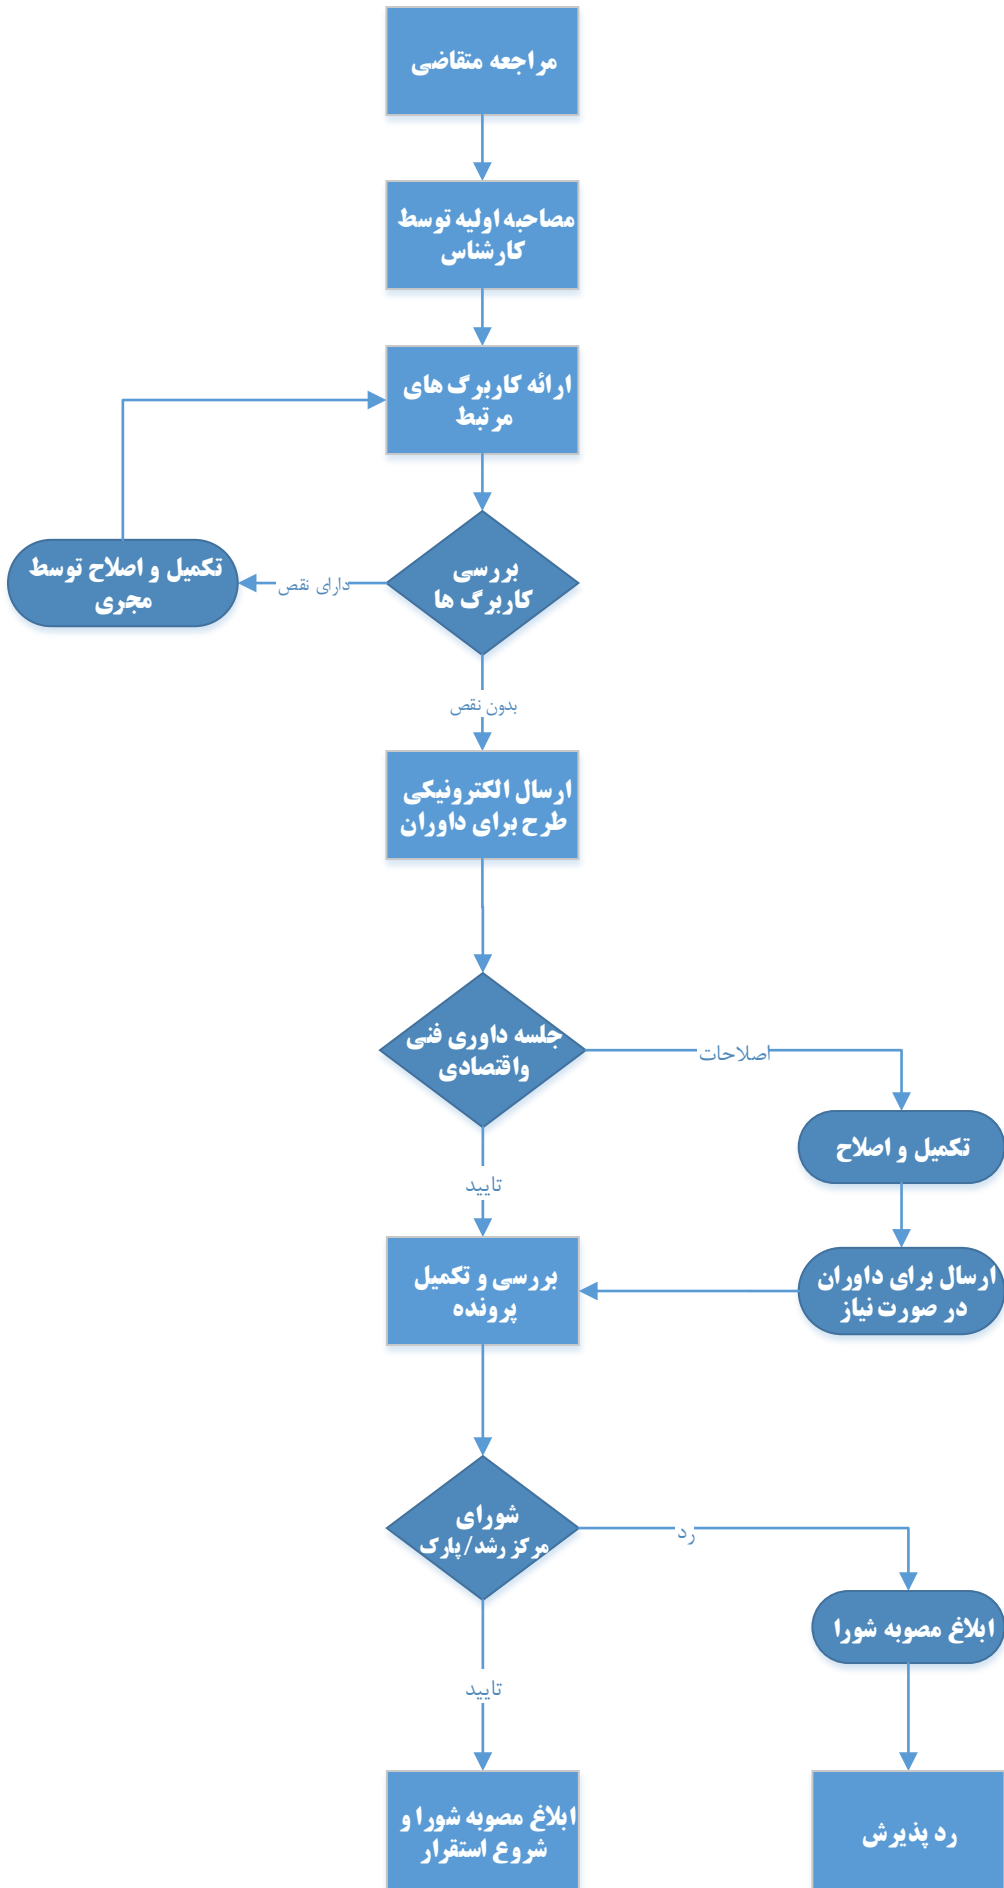 مراجعه متقاضی
مصاحبه اولیه توسط
کارشناس
ارائه کاربرگ های
مرتبط
بررسی
کاربرگ ها
دارای نقص
تکمیل و اصلاح توسط
مجری
بدون نقص
ارسال الکترونیکی
طرح برای داوران
جلسه داوری فنی
واقتصادی
اصلاحات
تکمیل و اصلاح
ارسال برای داوران
در صورت نیاز
تایید
بررسی و تکمیل
پرونده
شورای
مرکز رشد/ پارک
رد
ابلاغ مصوبه شورا
رد پذیرش
تایید
ابلاغ مصوبه شورا و
شروع استقرار